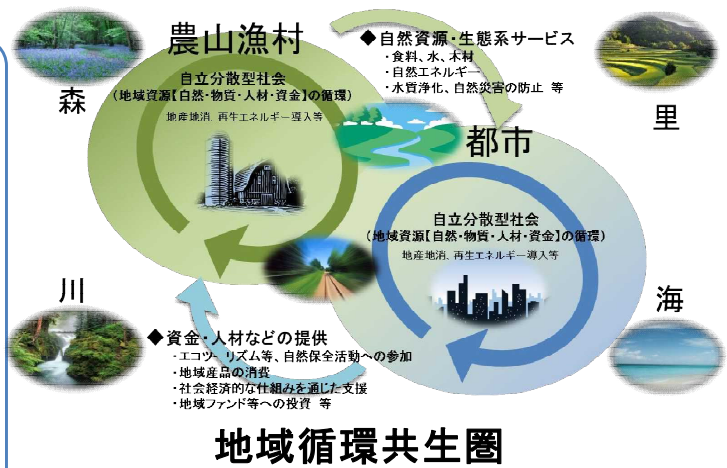 農山漁村
森
自立分散型社会
(地域資源【自然・物質・人材・資金】の循環)
地産地消、再生エネルギー導入等
◆自然資源・生態系サービス
・食料、水、木材
・自然エネルギー
・水質浄化、自然災害の防止 等
里
都市
自立分散型社会
(地域資源【自然・物質・人材・資金】の循環)
地産地消、再生エネルギー導入等
川
海
◆資金・人材などの提供
・エコツーリズム等、自然保全活動への参加
・地域産品の消費
・社会経済的な仕組みを通じた支援
・地域ファンド等への投資 等
地域循環共生圏